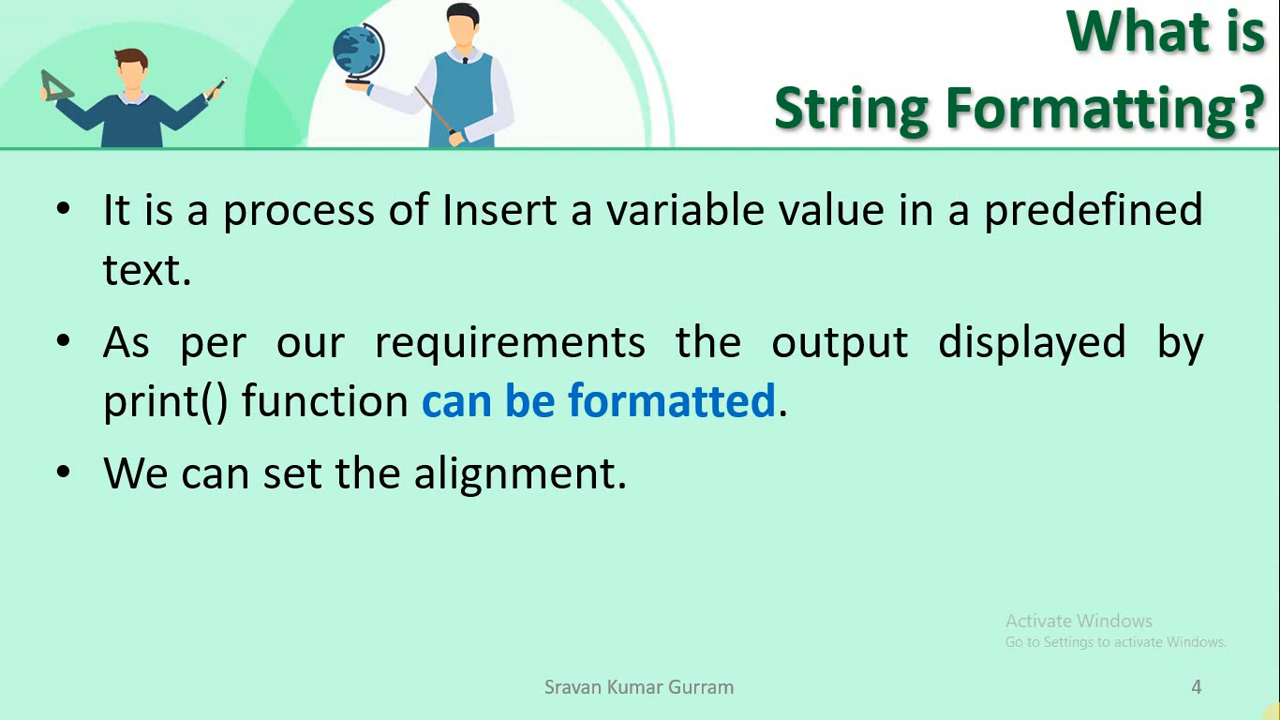 What is
String Formatting?
• It is a process of Insert a variable value in a predefined
text.
• As per our requirements the output displayed by
print() function can be formatted.
• We can set the alignment.
Activate Windows
Go to Settings to activate Windows.
Sravan Kumar Gurram
4